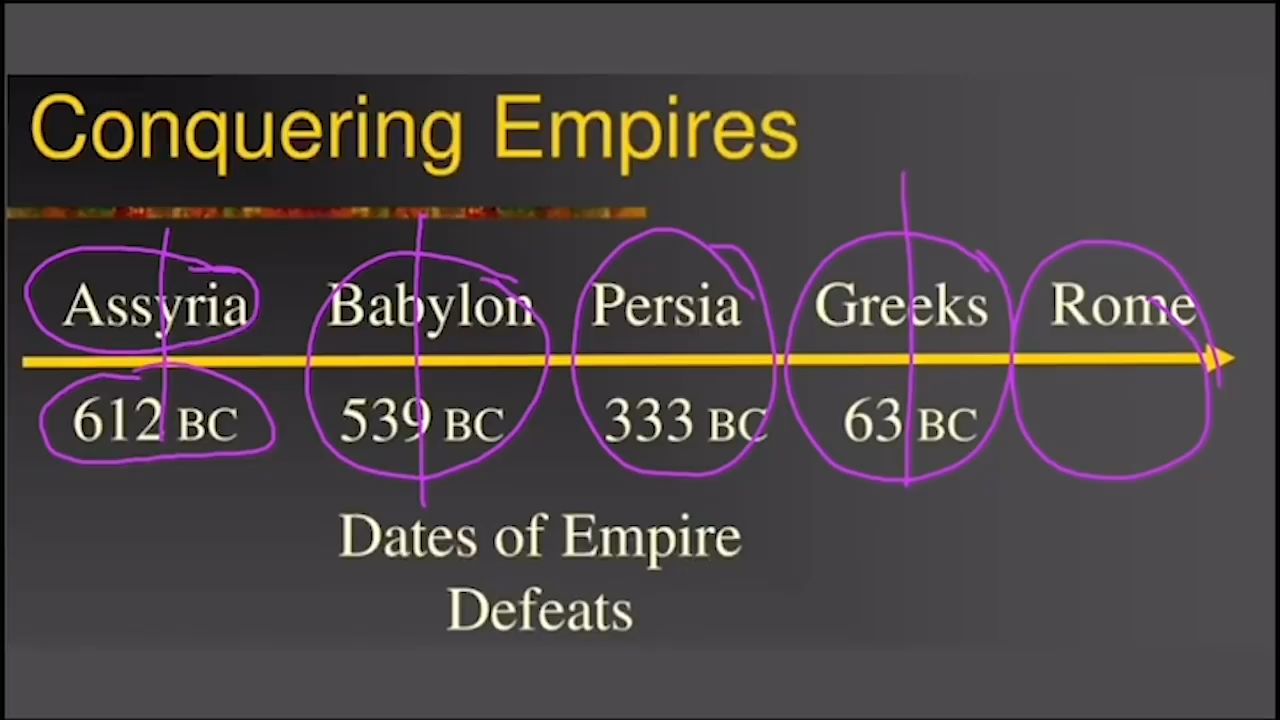 Conquering Empires
Assyria Babylon Persia Greeks Rome
612 BC 539 BC 333 BC 63 BC
Dates of Empire
Defeats